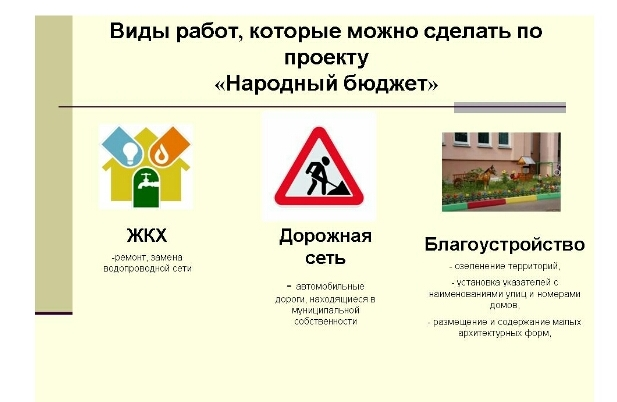 Виды работ, которые можно сделать по
проекту
«Народный бюджет»
ЖКХ
-ремонт, замена
водопроводной сети
Дорожная
сеть
- автомобильные
дороги, находящиеся в
муниципальной
собственности
Благоустройство
- озеленение территорий,
- установка указателей с
наименованиями улиц и номерами
домов,
- размещение и содержание малых
архитектурных форм,